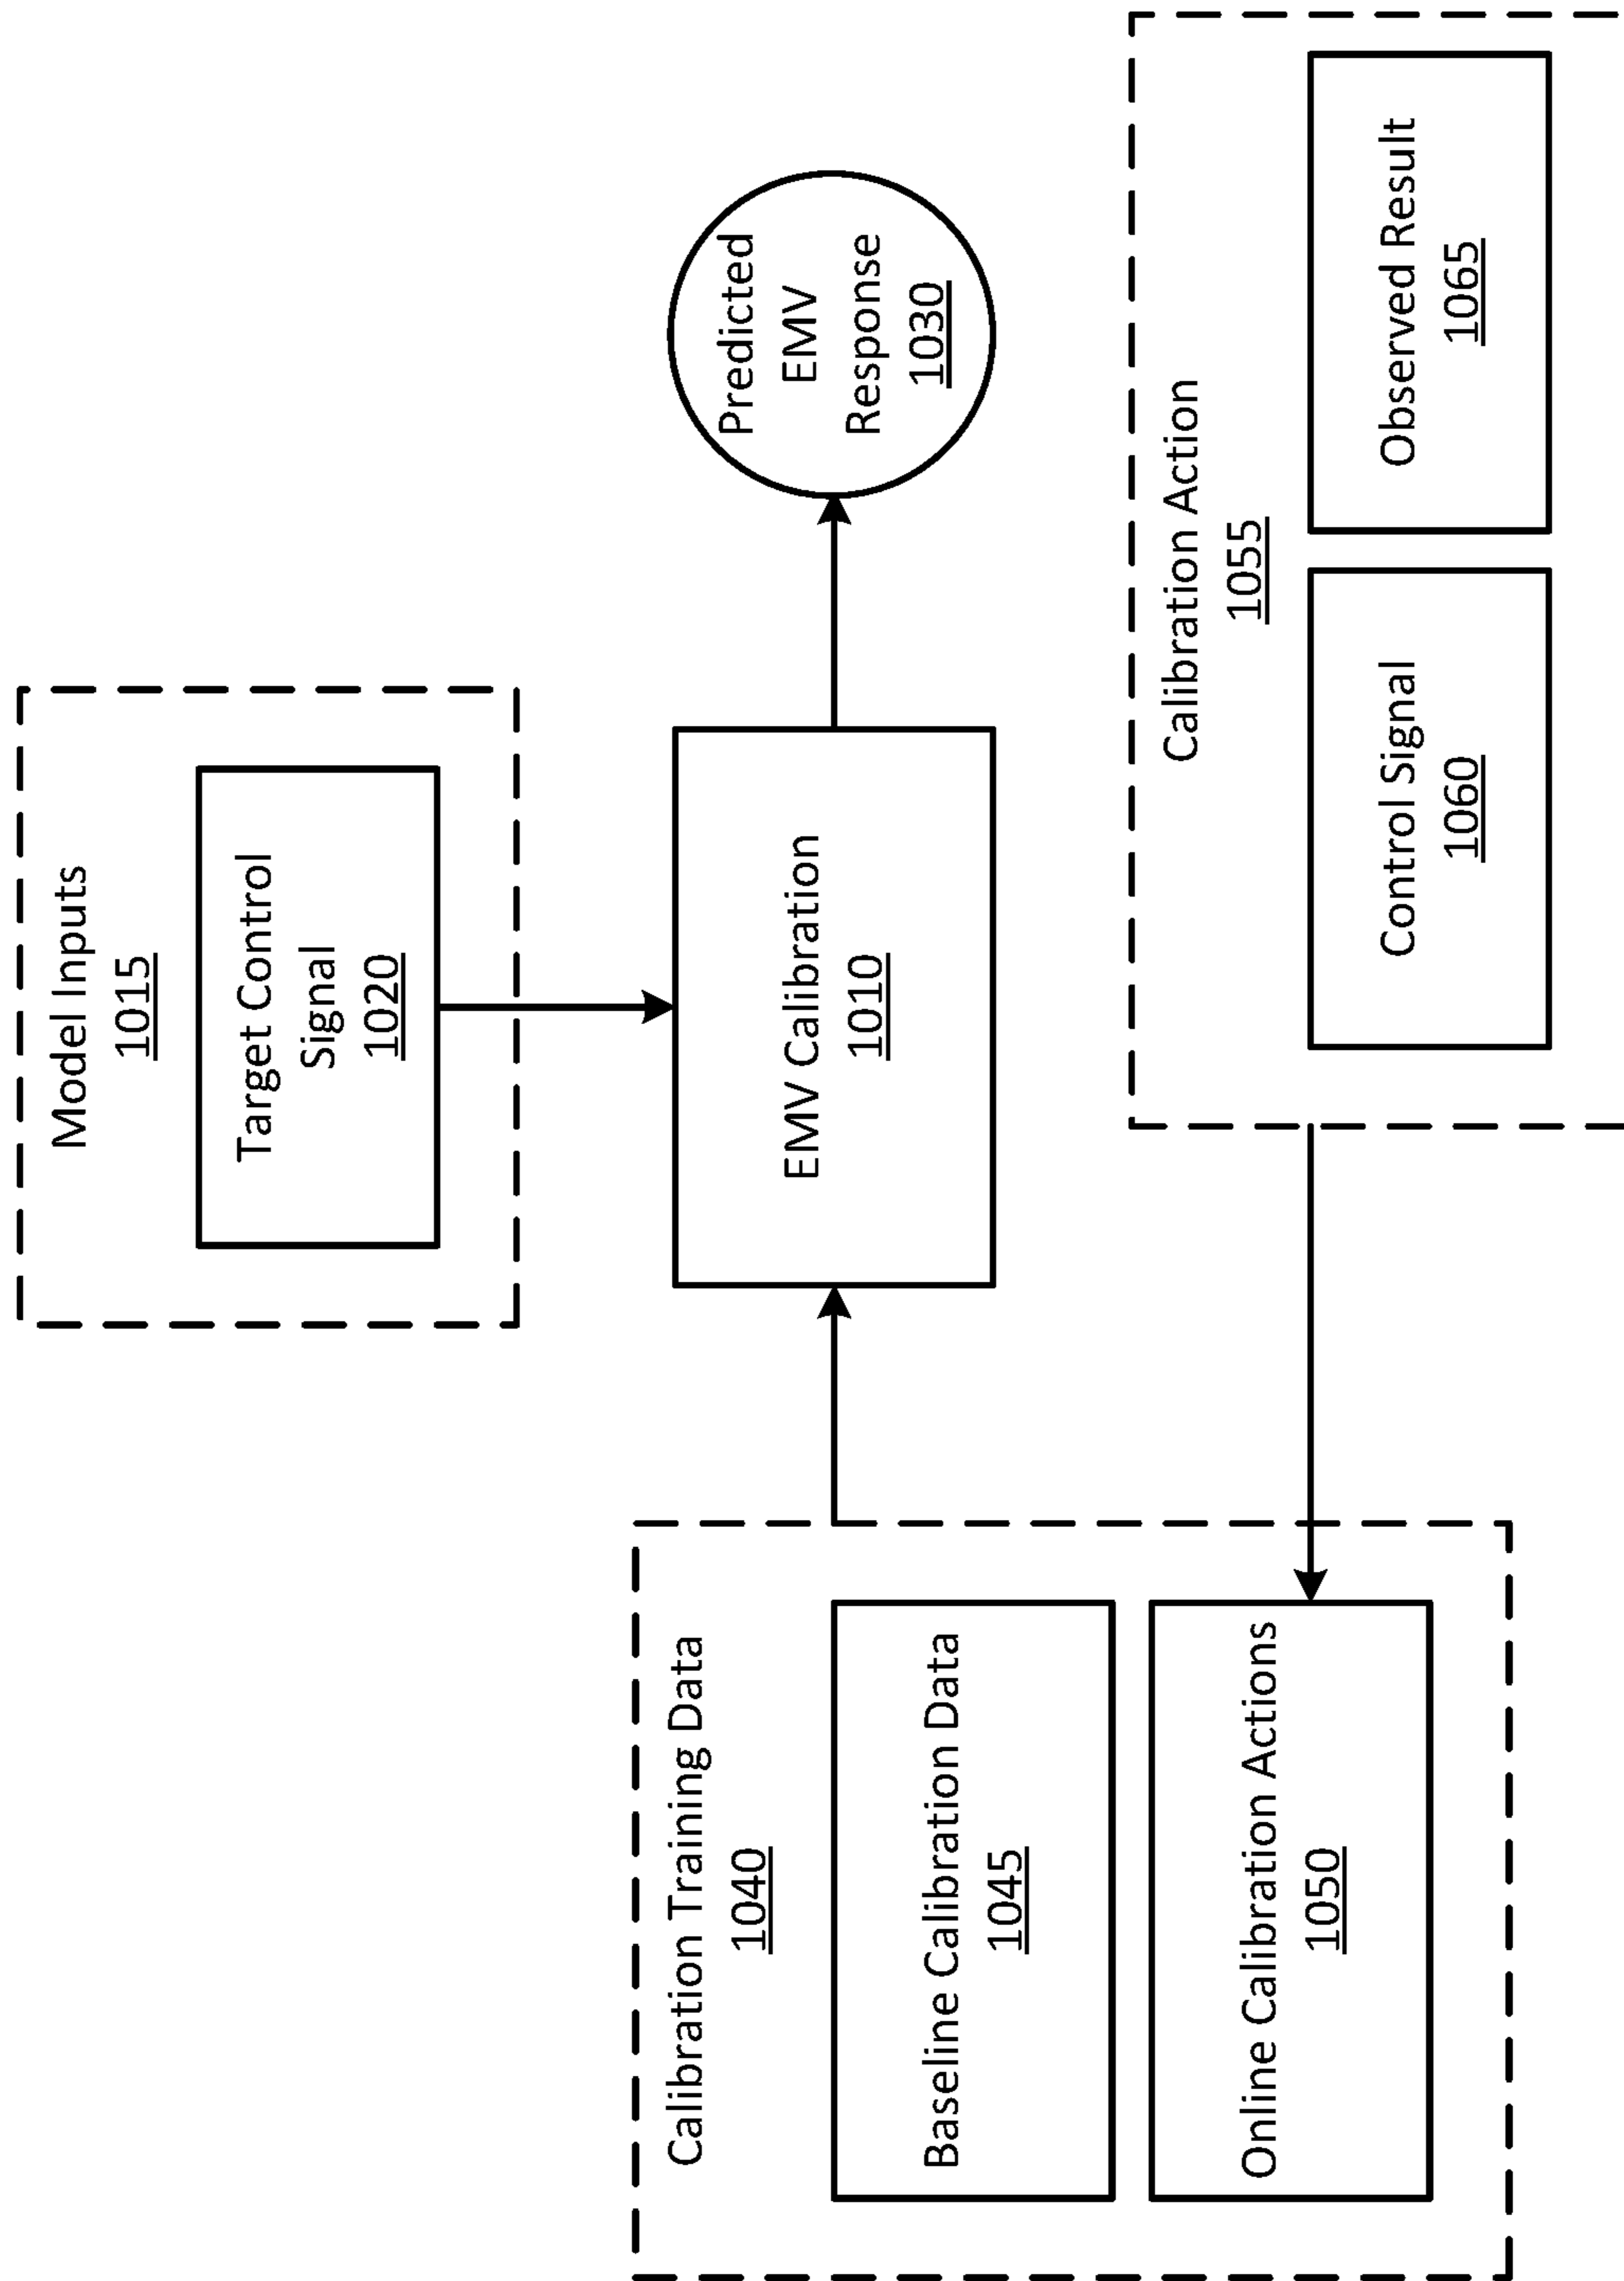 Model Inputs
1015
Target Control
Signal
1020
Calibration Training Data
1040
Baseline Calibration Data
1045
Online Calibration Actions
1050
EMV Calibration
1010
Predicted
EMV
Response
1030
Calibration Action
1055
Control Signal
1060
Observed Result
1065